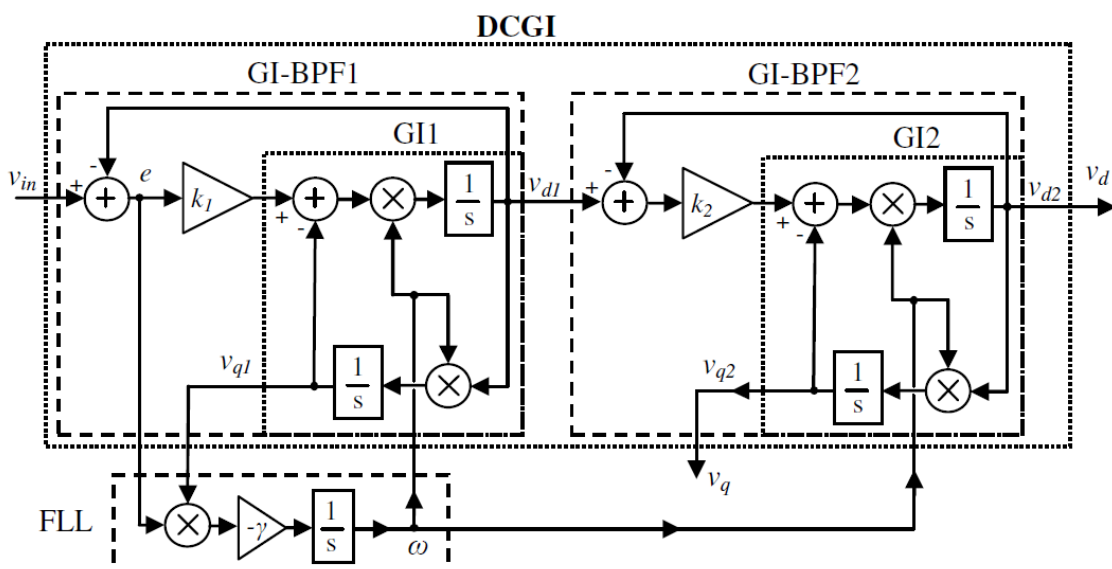 DCGI
GI-BPF1
GI-BPF2
GI1
GI2
v_in
+
-
+
e
k_1
+
-
+
×
1/s
v_d1
+
-
+
k_2
+
-
+
×
1/s
v_d2
v_d
v_q1
1/s
×
v_q2
1/s
×
v_q
FLL
×
-γ
1/s
ω